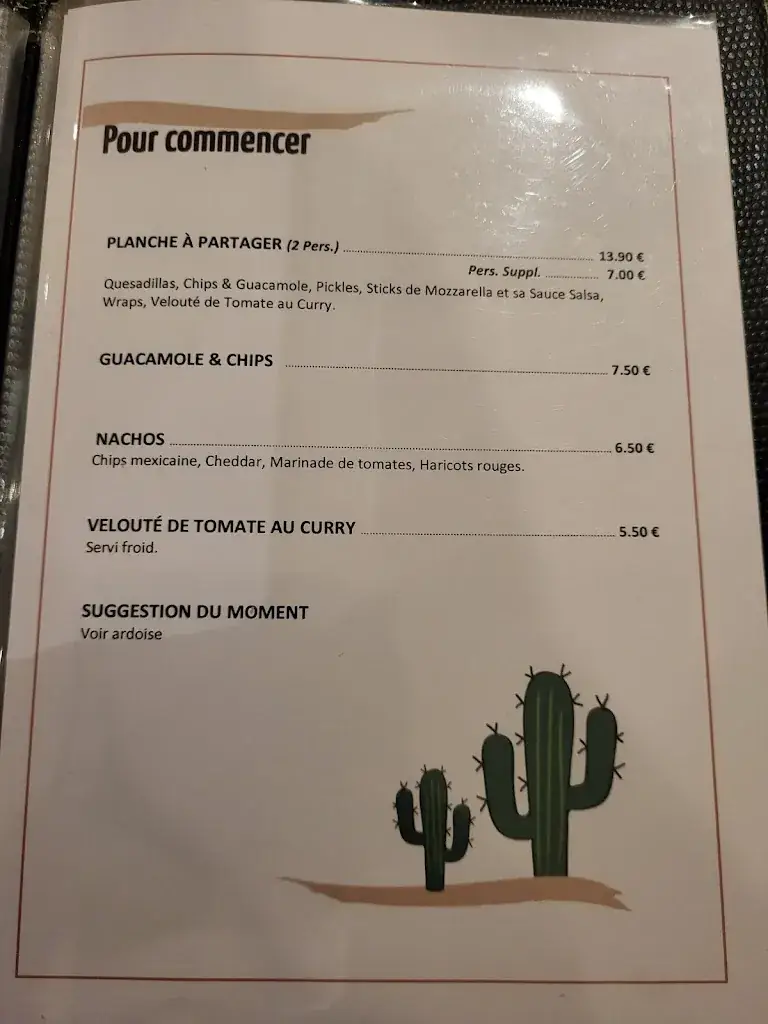 Pour commencer
PLANCHE À PARTAGER (2 Pers.) ........ 13.90 €
Pers. Suppl. ........ 7.00 €
Quesadillas, Chips & Guacamole, Pickles, Sticks de Mozzarella et sa Sauce Salsa,
Wraps, Velouté de Tomate au Curry.
GUACAMOLE & CHIPS ........ 7.50 €
NACHOS ........ 6.50 €
Chips mexicaine, Cheddar, Marinade de tomates, Haricots rouges.
VELOUTÉ DE TOMATE AU CURRY ........ 5.50 €
Servi froid.
SUGGESTION DU MOMENT
Voir ardoise